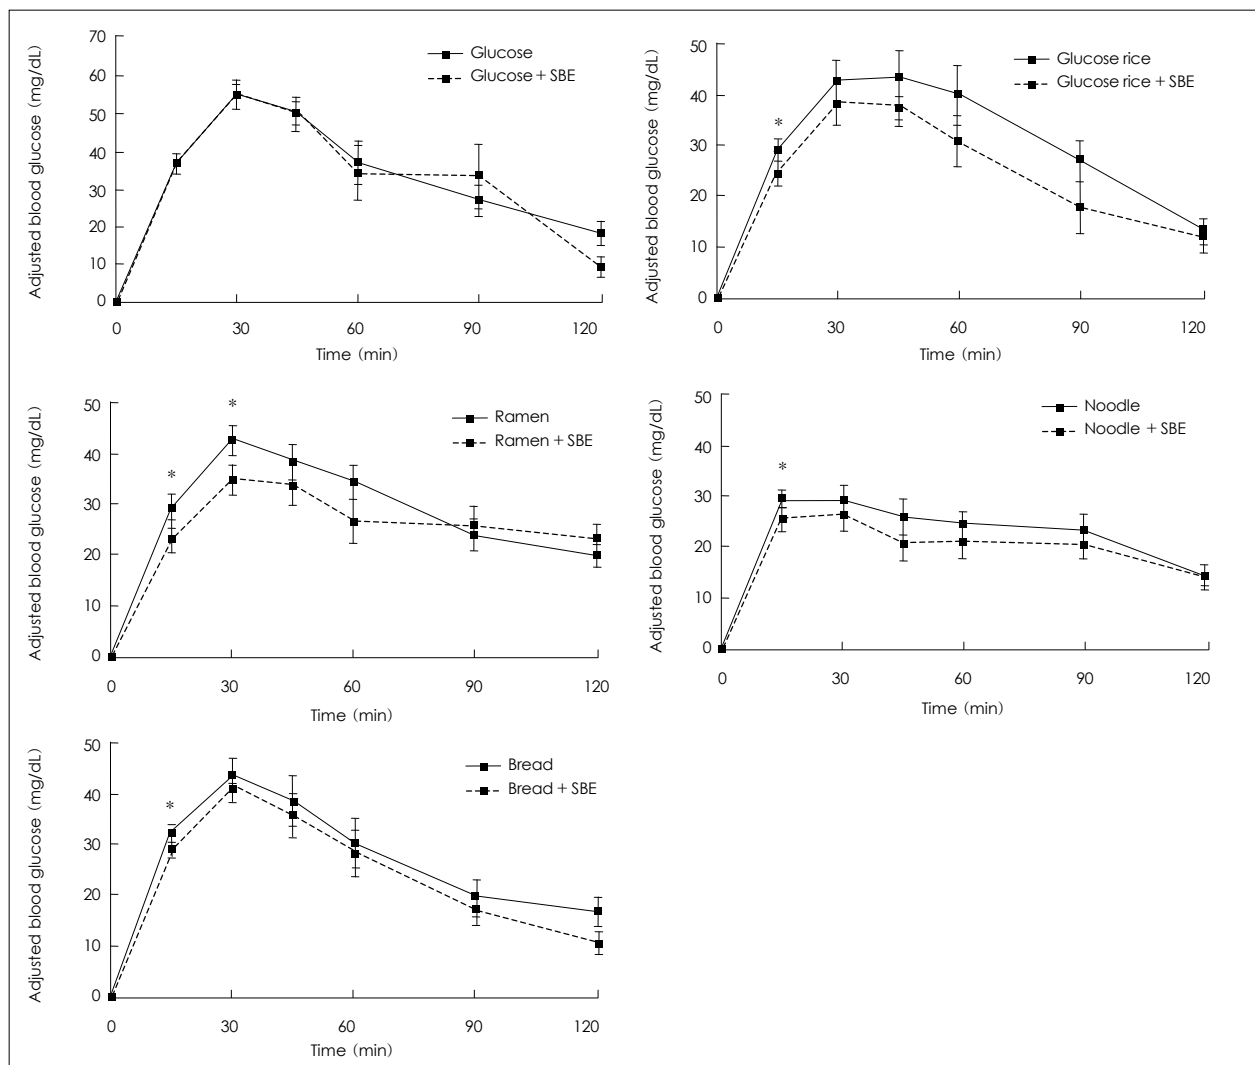 70
60
50
40
30
20
10
0
Adjusted blood glucose (mg/dL)
Glucose
Glucose + SBE
0 30 60 90 120
Time (min)
50
40
30
20
10
0
Adjusted blood glucose (mg/dL)
Glucose rice
Glucose rice + SBE
*
0 30 60 90 120
Time (min)
50
40
30
20
10
0
Adjusted blood glucose (mg/dL)
Ramen
Ramen + SBE
* *
0 30 60 90 120
Time (min)
50
40
30
20
10
0
Adjusted blood glucose (mg/dL)
Noodle
Noodle + SBE
*
0 30 60 90 120
Time (min)
50
40
30
20
10
0
Adjusted blood glucose (mg/dL)
Bread
Bread + SBE
*
0 30 60 90 120
Time (min)